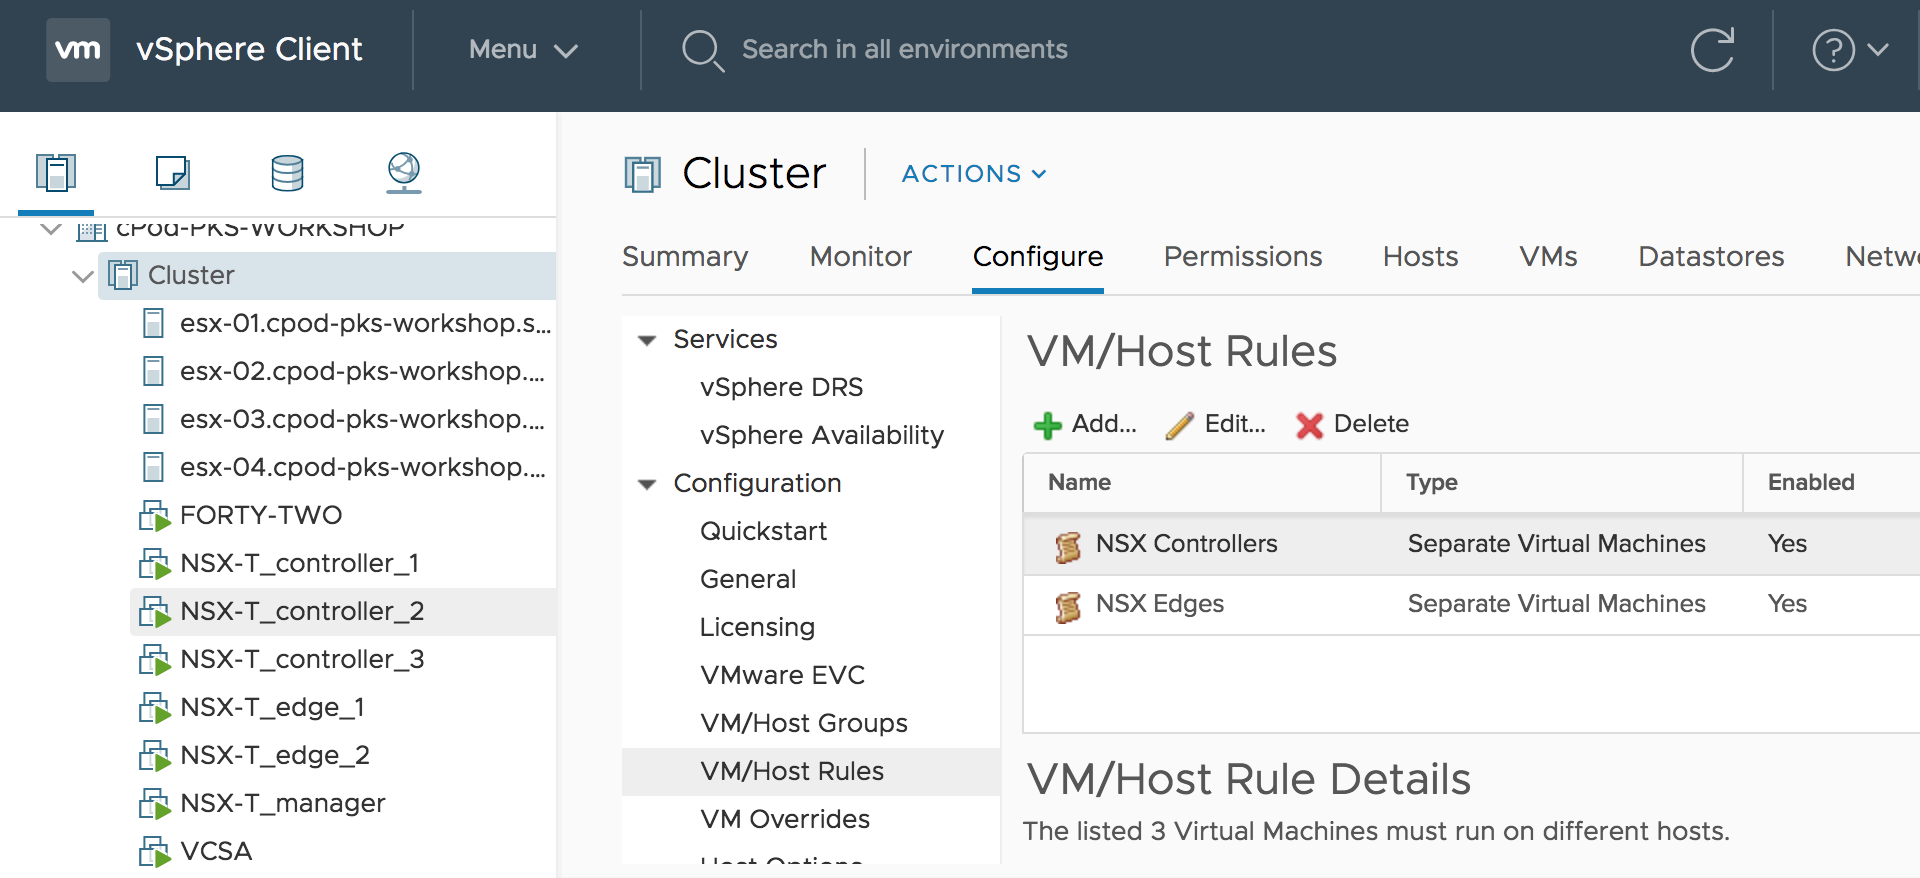 vm vSphere Client Menu Search in all environments ?
cPod-PKS-WORKSHOP
Cluster
esx-01.cpod-pks-workshop.s...
esx-02.cpod-pks-workshop....
esx-03.cpod-pks-workshop....
esx-04.cpod-pks-workshop....
FORTY-TWO
NSX-T_controller_1
NSX-T_controller_2
NSX-T_controller_3
NSX-T_edge_1
NSX-T_edge_2
NSX-T_manager
VCSA
Cluster ACTIONS
Summary Monitor Configure Permissions Hosts VMs Datastores Netw
Services
vSphere DRS
vSphere Availability
Configuration
Quickstart
General
Licensing
VMware EVC
VM/Host Groups
VM/Host Rules
VM Overrides
Host Options
VM/Host Rules
Add... Edit... Delete
Name Type Enabled
NSX Controllers Separate Virtual Machines Yes
NSX Edges Separate Virtual Machines Yes
VM/Host Rule Details
The listed 3 Virtual Machines must run on different hosts.